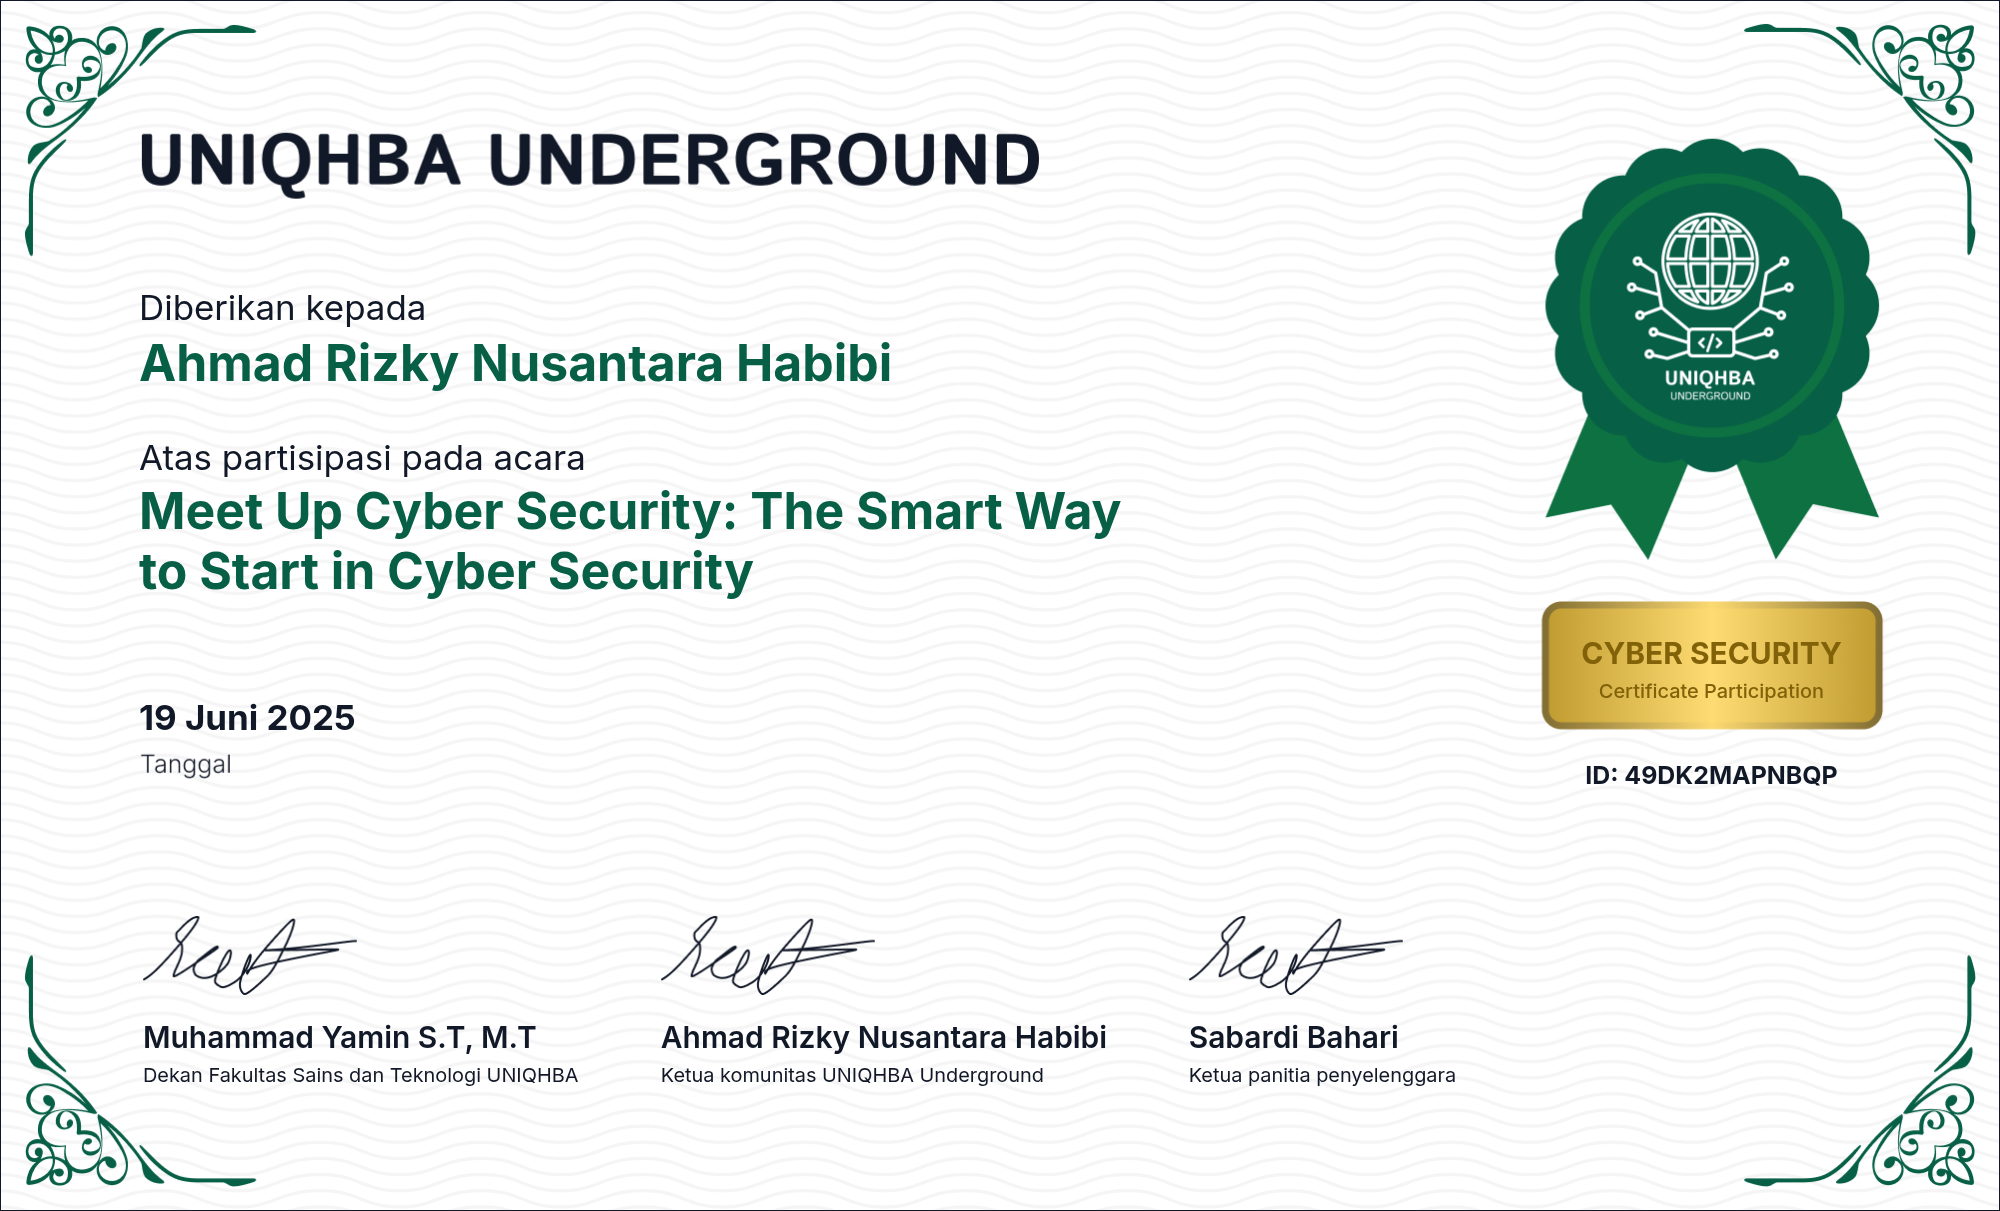 UNIQHBA UNDERGROUND
Diberikan kepada
Ahmad Rizky Nusantara Habibi
Atas partisipasi pada acara
Meet Up Cyber Security: The Smart Way
to Start in Cyber Security
19 Juni 2025
Tanggal
</>
UNIQHBA
UNDERGROUND
CYBER SECURITY
Certificate Participation
ID: 49DK2MAPNBQP
Muhammad Yamin S.T, M.T
Dekan Fakultas Sains dan Teknologi UNIQHBA
Ahmad Rizky Nusantara Habibi
Ketua komunitas UNIQHBA Underground
Sabardi Bahari
Ketua panitia penyelenggara